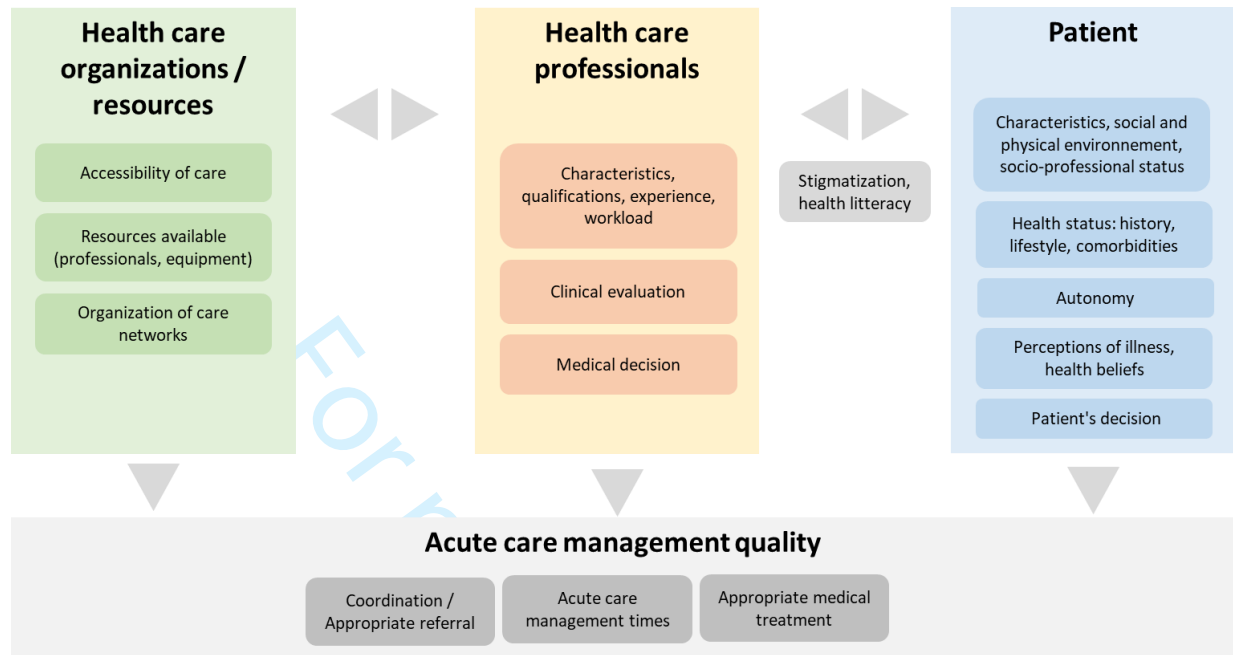 Health care
organizations /
resources
Accessibility of care
Resources available
(professionals, equipment)
Organization of care
networks
Health care
professionals
Characteristics,
qualifications, experience,
workload
Clinical evaluation
Medical decision
Stigmatization,
health litteracy
Patient
Characteristics, social and
physical environnement,
socio-professional status
Health status: history,
lifestyle, comorbidities
Autonomy
Perceptions of illness,
health beliefs
Patient's decision
For
Acute care management quality
Coordination /
Appropriate referral
Acute care
management times
Appropriate medical
treatment